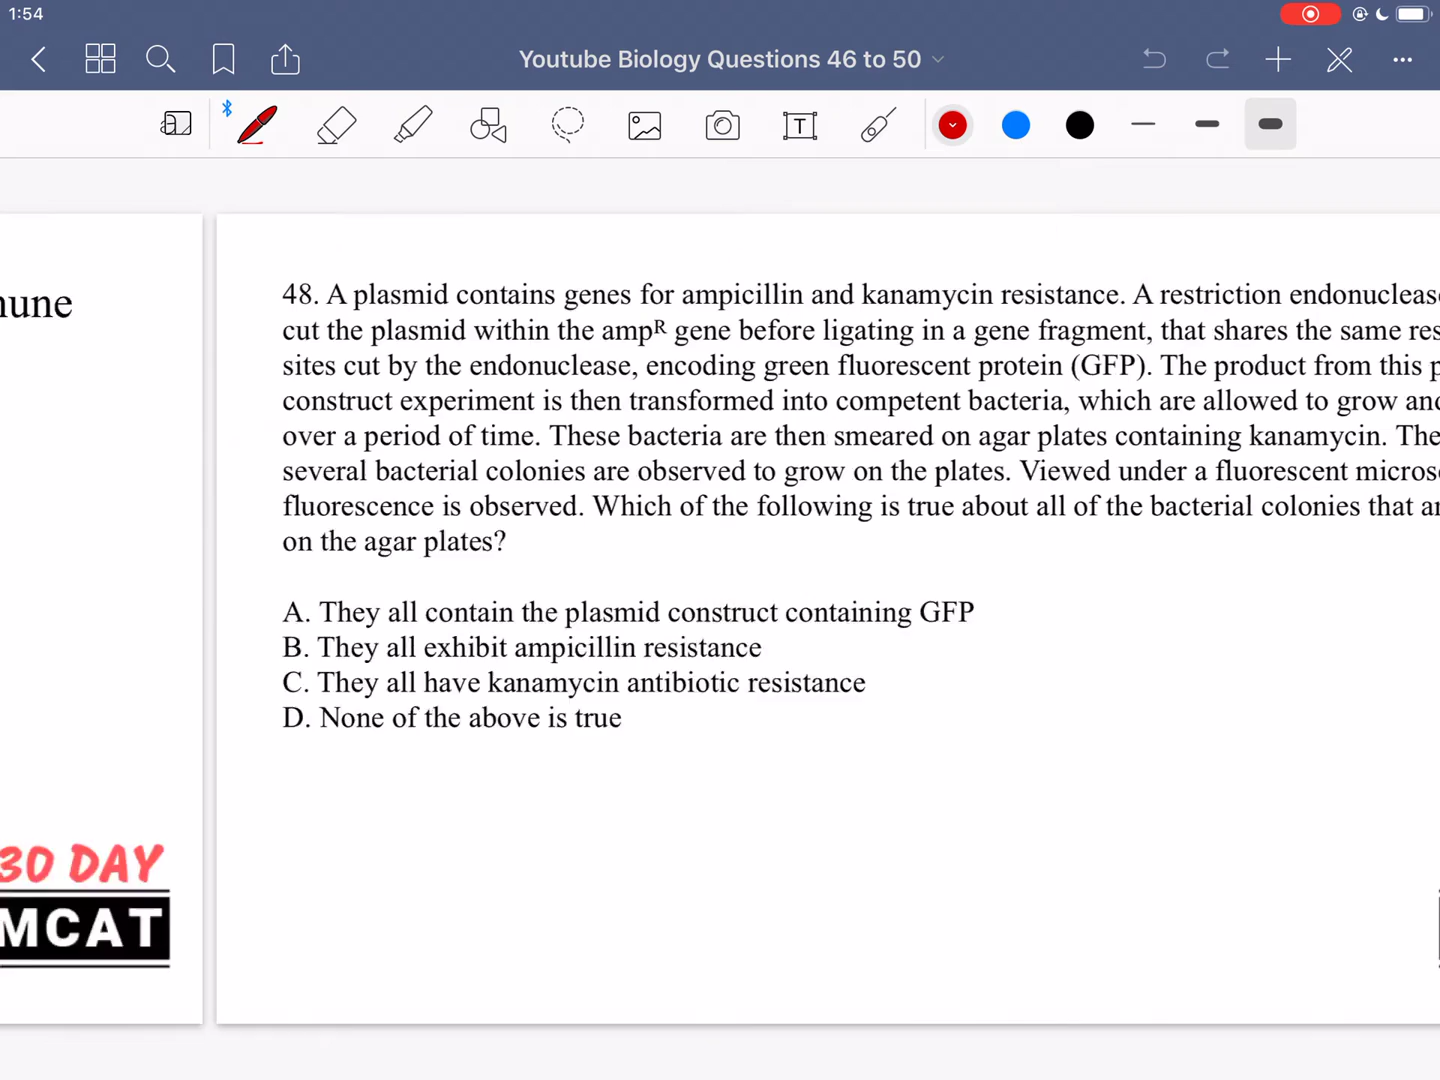 1:54
Youtube Biology Questions 46 to 50
T
48. A plasmid contains genes for ampicillin and kanamycin resistance. A restriction endonuclease
cut the plasmid within the ampᴿ gene before ligating in a gene fragment, that shares the same res
sites cut by the endonuclease, encoding green fluorescent protein (GFP). The product from this p
construct experiment is then transformed into competent bacteria, which are allowed to grow and
over a period of time. These bacteria are then smeared on agar plates containing kanamycin. The
several bacterial colonies are observed to grow on the plates. Viewed under a fluorescent micros
fluorescence is observed. Which of the following is true about all of the bacterial colonies that ar
on the agar plates?
A. They all contain the plasmid construct containing GFP
B. They all exhibit ampicillin resistance
C. They all have kanamycin antibiotic resistance
D. None of the above is true
30 DAY
MCAT